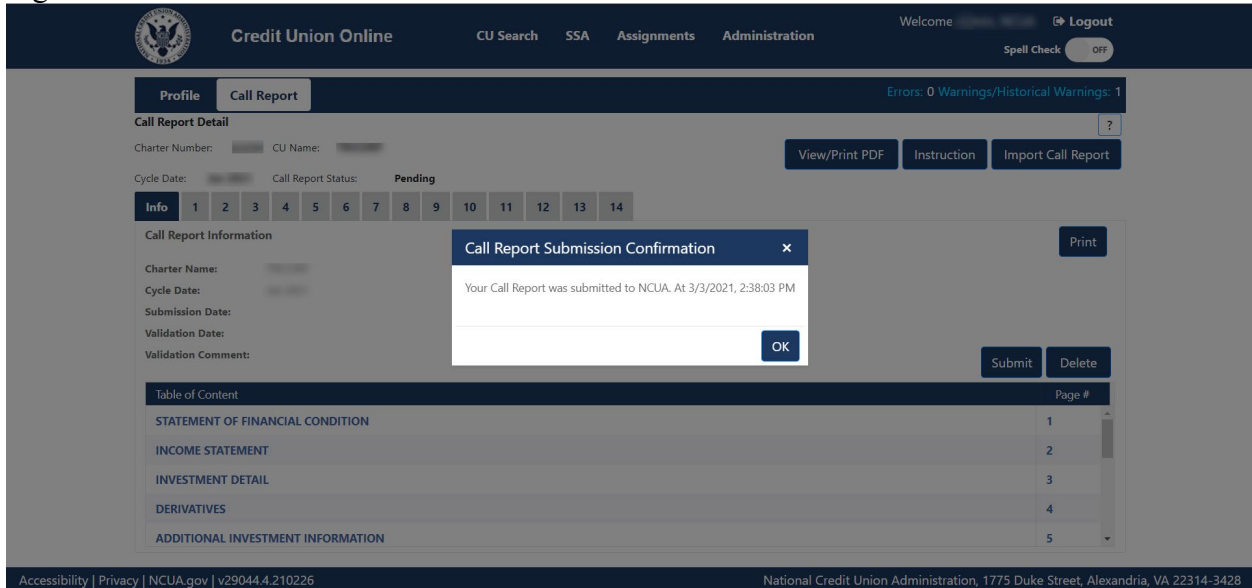 Credit Union Online
CU Search SSA Assignments Administration
Welcome NCUA Logout
Spell Check OFF
Profile Call Report
Errors: 0 Warnings/Historical Warnings: 1
Call Report Detail
?
Charter Number: CU Name:
View/Print PDF Instruction Import Call Report
Cycle Date: Call Report Status: Pending
Info 1 2 3 4 5 6 7 8 9 10 11 12 13 14
Call Report Information
Print
Charter Name:
Cycle Date:
Submission Date:
Validation Date:
Validation Comment:
Call Report Submission Confirmation ×
Your Call Report was submitted to NCUA. At 3/3/2021, 2:38:03 PM
OK
Submit Delete
Table of Content Page #
STATEMENT OF FINANCIAL CONDITION 1
INCOME STATEMENT 2
INVESTMENT DETAIL 3
DERIVATIVES 4
ADDITIONAL INVESTMENT INFORMATION 5
Accessibility | Privacy | NCUA.gov | v29044.4.210226
National Credit Union Administration, 1775 Duke Street, Alexandria, VA 22314-3428